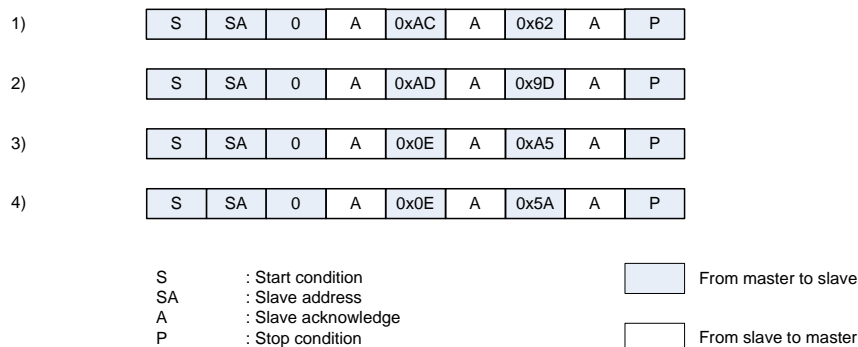 1) S SA 0 A 0xAC A 0x62 A P
2) S SA 0 A 0xAD A 0x9D A P
3) S SA 0 A 0x0E A 0xA5 A P
4) S SA 0 A 0x0E A 0x5A A P
S : Start condition
SA : Slave address
A : Slave acknowledge
P : Stop condition
From master to slave
From slave to master